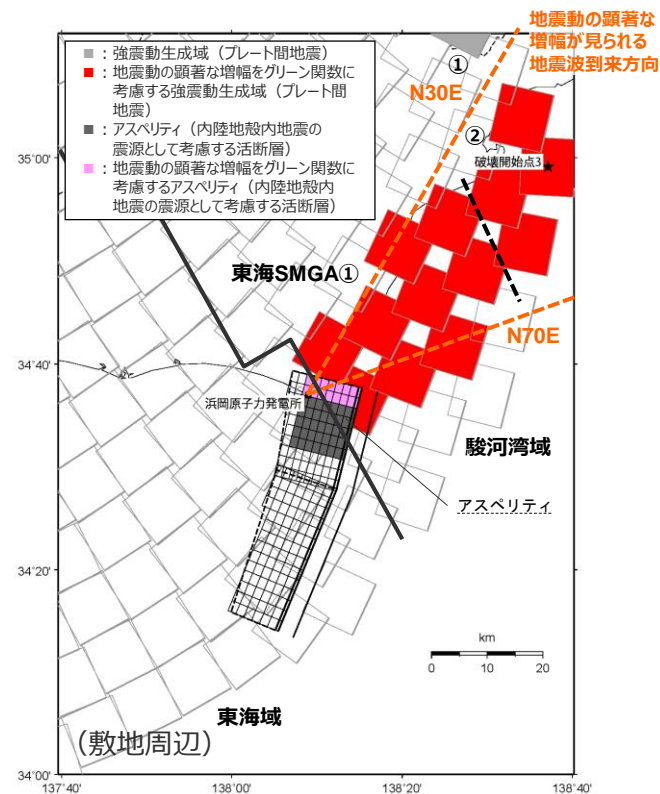 地震動の顕著な
増幅が見られる
地震波到来方向
■ : 強震動生成域（プレート間地震）
■ : 地震動の顕著な増幅をグリーン関数に
考慮する強震動生成域（プレート間
地震）
■ : アスペリティ（内陸地殻内地震の
震源として考慮する活断層）
■ : 地震動の顕著な増幅をグリーン関数に
考慮するアスペリティ（内陸地殻内
地震の震源として考慮する活断層）
①
N30E
②
破壊開始点3
35°00'
東海SMGA①
N70E
34°40'
浜岡原子力発電所
駿河湾域
アスペリティ
34°20'
km
0 10 20
東海域
（敷地周辺）
34°00'
137°40' 138°00' 138°20' 138°40'